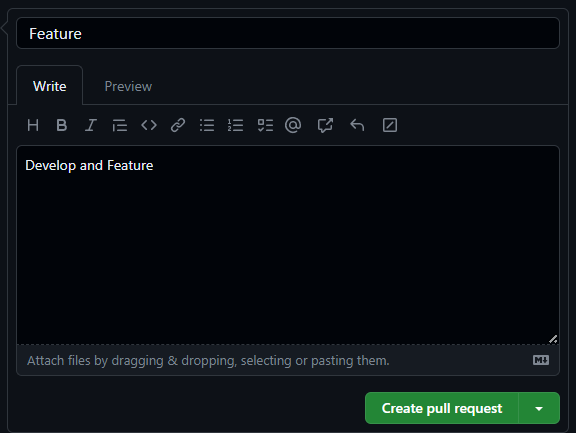 Feature
Write Preview
H B I
Develop and Feature
Attach files by dragging & dropping, selecting or pasting them.
Create pull request